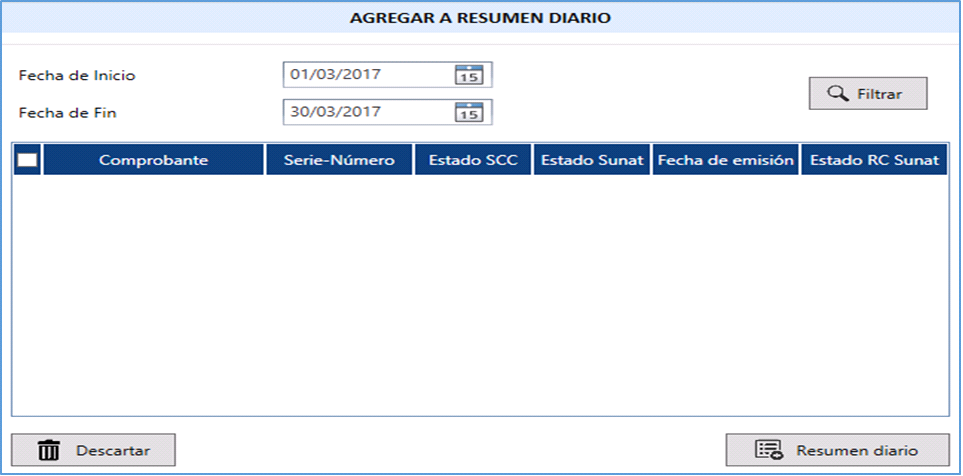 AGREGAR A RESUMEN DIARIO
Fecha de Inicio 01/03/2017 15
Filtrar
Fecha de Fin 30/03/2017 15
Comprobante Serie-Número Estado SCC Estado Sunat Fecha de emisión Estado RC Sunat
Descartar Resumen diario